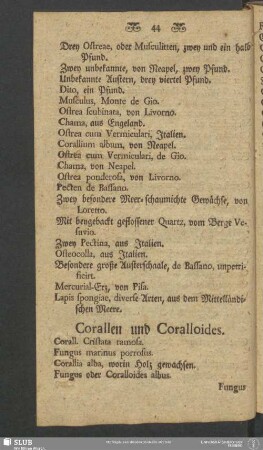 44
Drey Ostreae, oder Musculiten, zwey und ein halb
Pfund.
Zwey unbekannte, von Neapel, zwey Pfund.
Unbekannte Austern, drey viertel Pfund.
Dito, ein Pfund.
Musculus, Monte de Gio.
Ostrea scubinata, von Livorno.
Chama, aus Engeland.
Ostrea cum Vermiculari, Italien.
Corallium album, von Neapel.
Ostrea cum Vermiculari, de Gio.
Chama, von Neapel.
Ostrea ponderosa, von Livorno.
Pecten de Bassano.
Zwey besondere Meer-schaumichte Gewächse, von
Loretto.
Mit beygebackt geflossener Quartz, vom Berge Ve-
suvio.
Zwey Pectina, aus Italien.
Osteocolla, aus Italien.
Besondere große Austerschaale, de Bassano, unpetri-
ficirt.
Mercurial-Ertz, von Pisa.
Lapis spongiae, diverse Arten, aus dem Mittelländi-
schen Meere.
Corallen und Coralloides.
Corall. Cristata ramosa.
Fungus marinus porrosus.
Corallia alba, worin Holz gewachsen.
Fungus oder Coralloides albus.
Fungus
SLUB